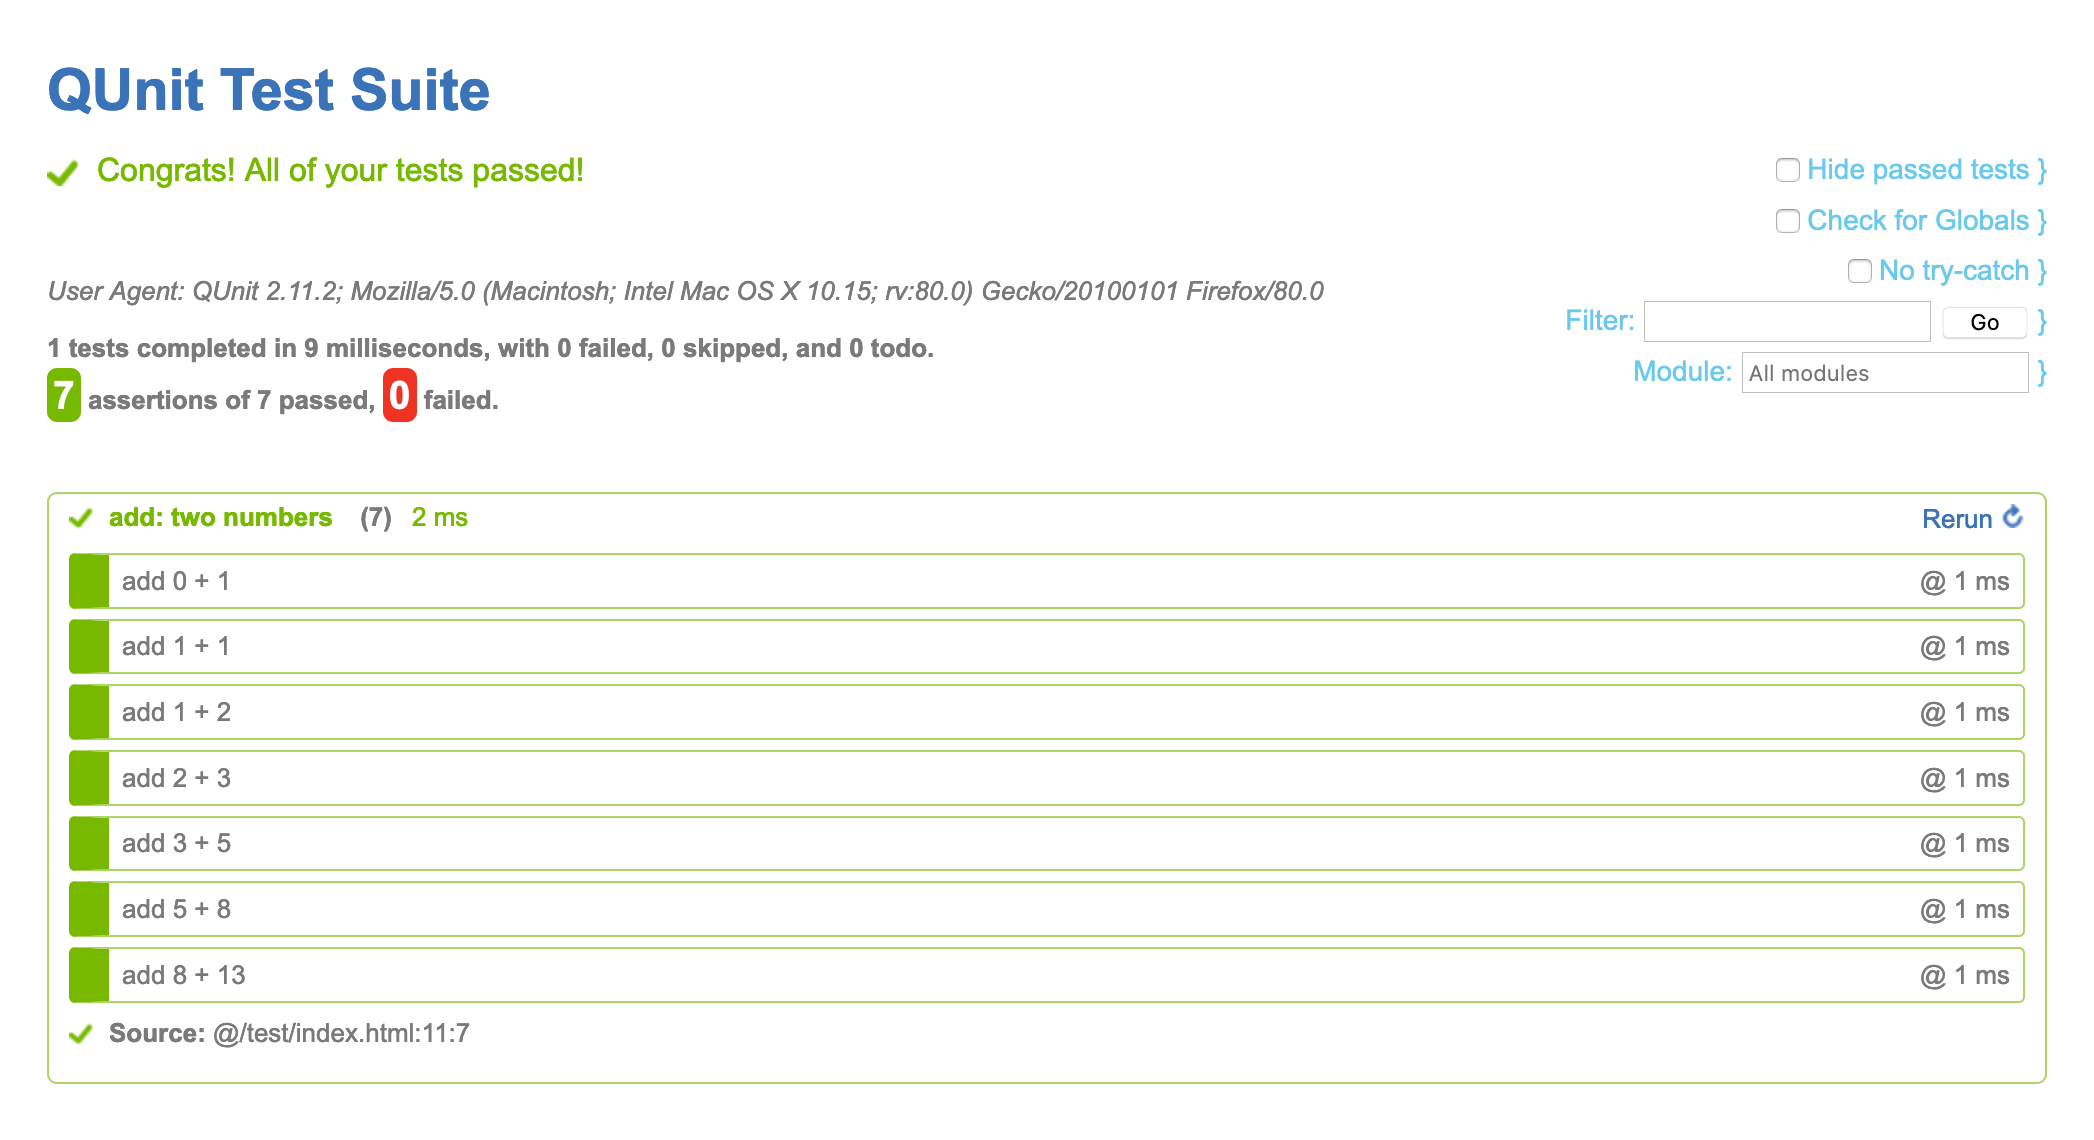 QUnit Test Suite
Congrats! All of your tests passed!
Hide passed tests }
Check for Globals }
No try-catch }
Filter: Go }
Module: All modules }
User Agent: QUnit 2.11.2; Mozilla/5.0 (Macintosh; Intel Mac OS X 10.15; rv:80.0) Gecko/20100101 Firefox/80.0
1 tests completed in 9 milliseconds, with 0 failed, 0 skipped, and 0 todo.
7 assertions of 7 passed, 0 failed.
add: two numbers (7) 2 ms Rerun
add 0 + 1 @ 1 ms
add 1 + 1 @ 1 ms
add 1 + 2 @ 1 ms
add 2 + 3 @ 1 ms
add 3 + 5 @ 1 ms
add 5 + 8 @ 1 ms
add 8 + 13 @ 1 ms
Source: @/test/index.html:11:7